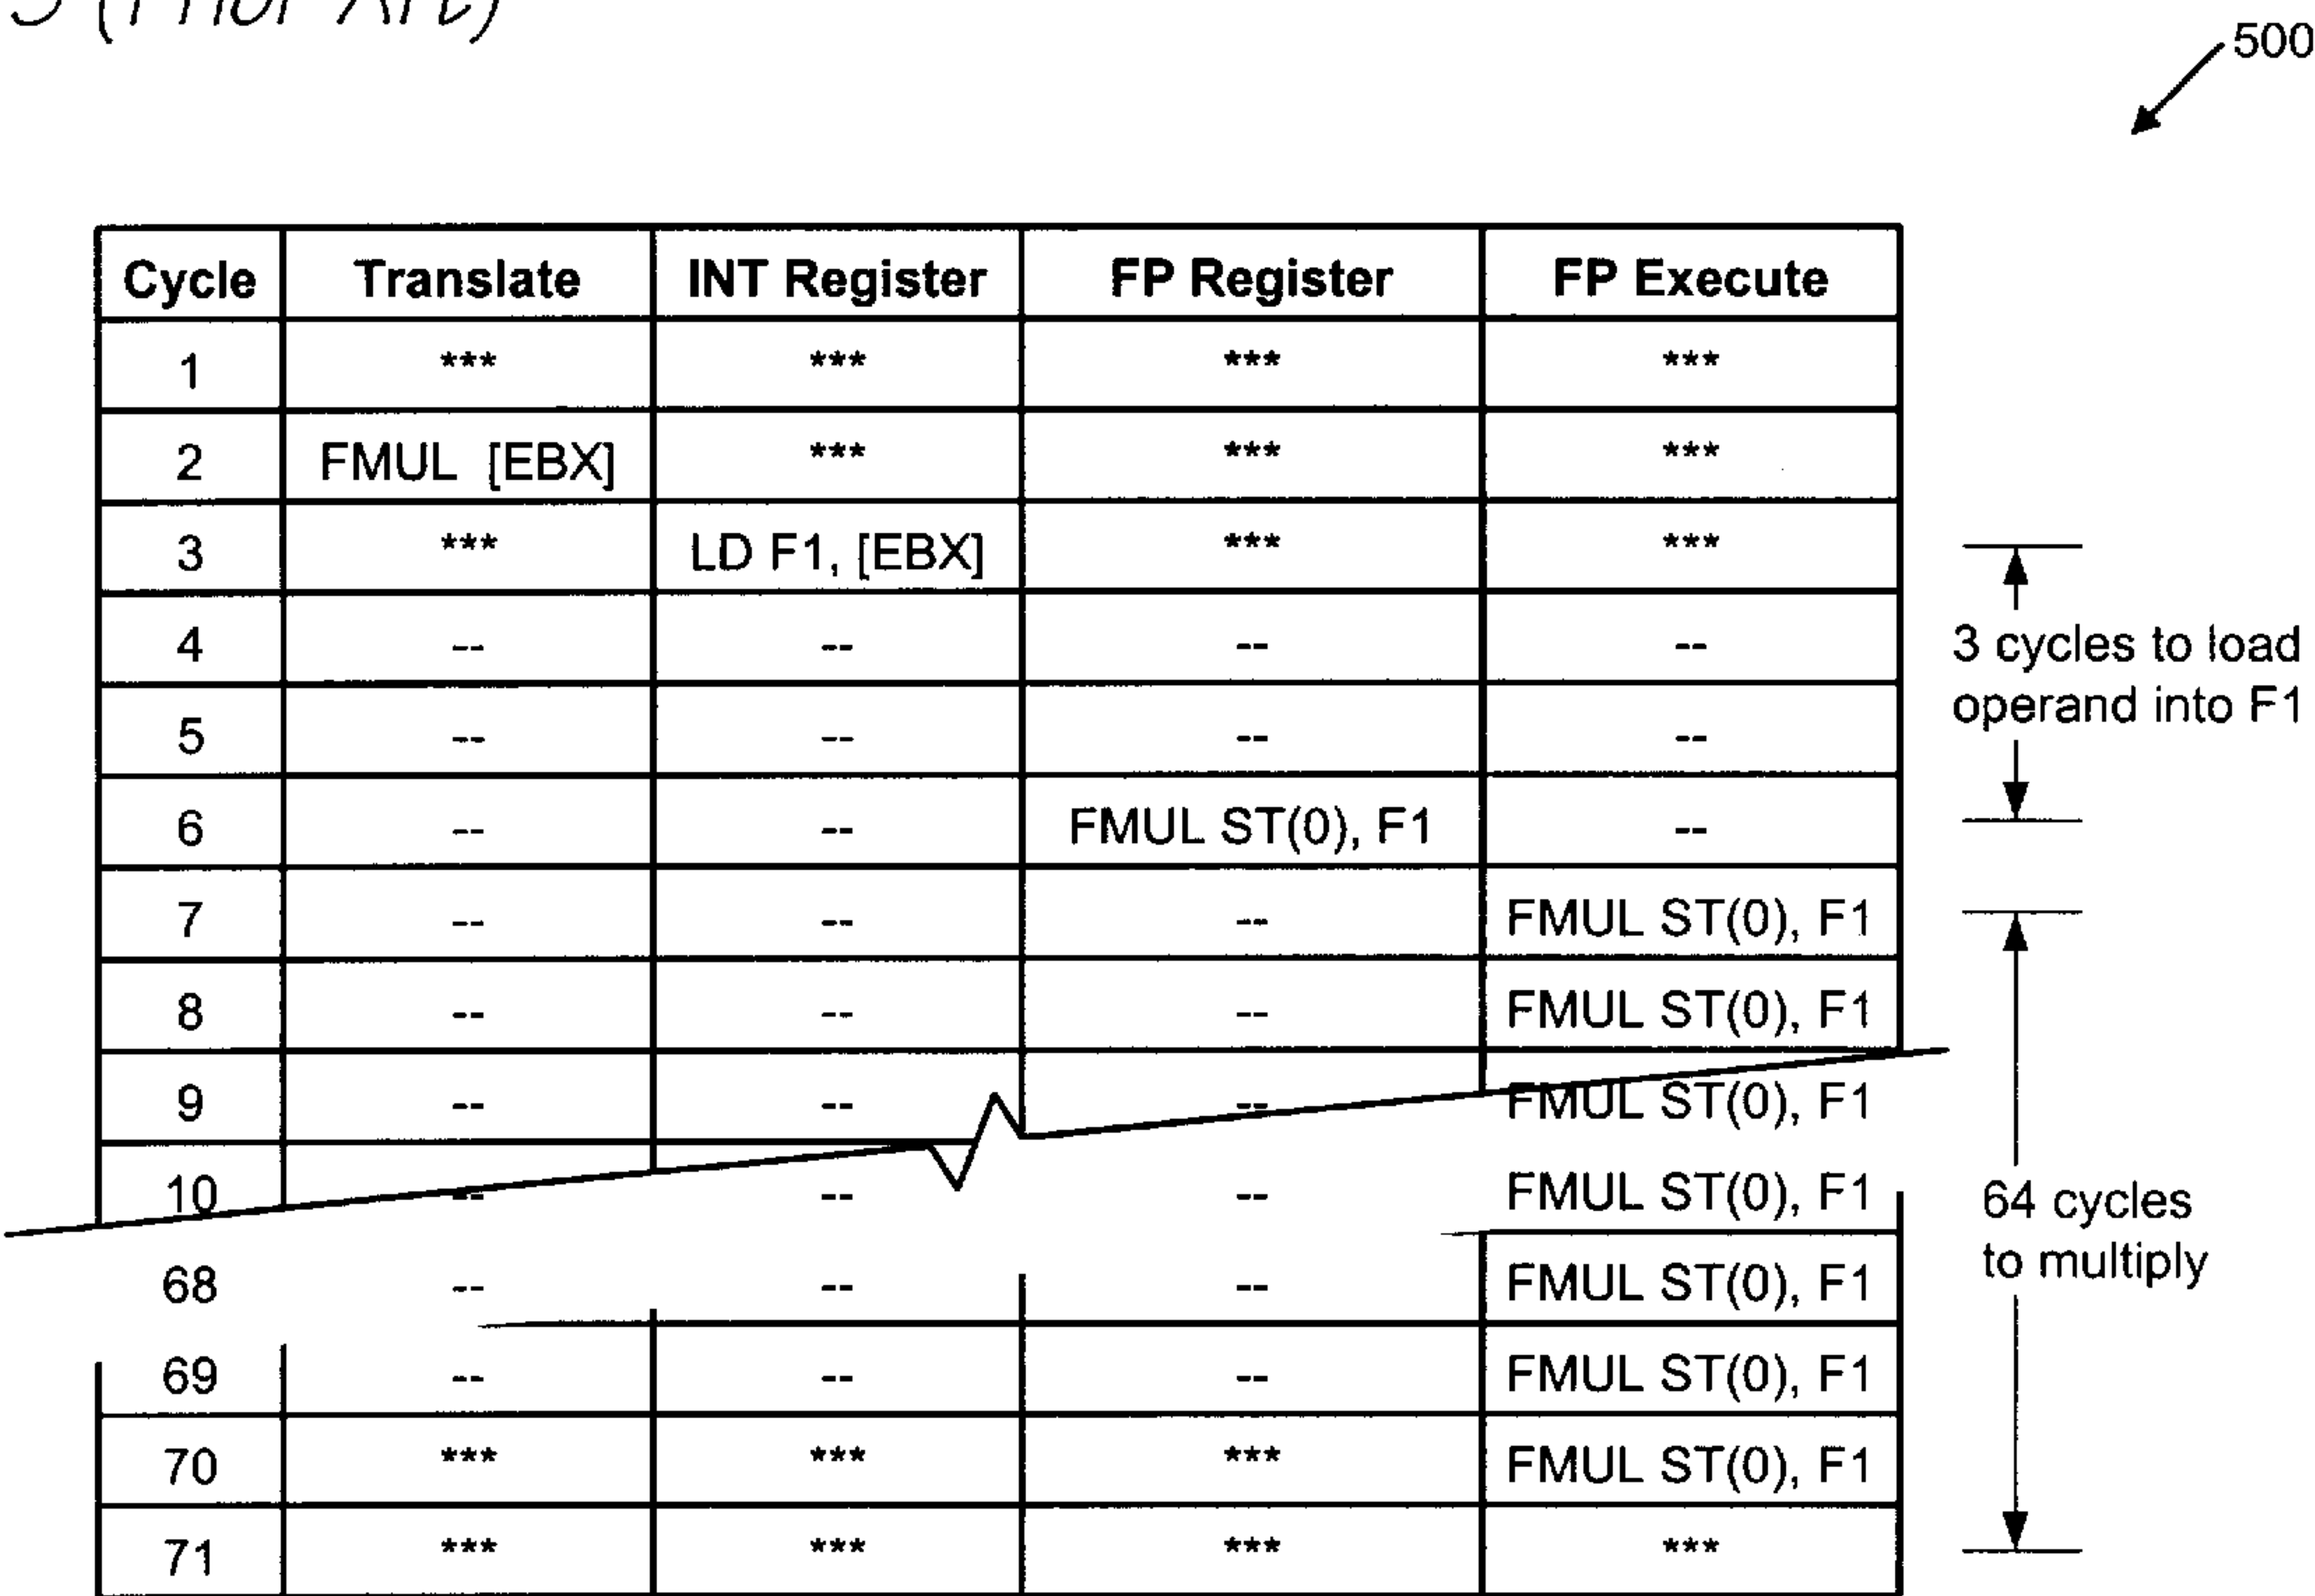 5 (Prior Art)
500
Cycle Translate INT Register FP Register FP Execute
1 *** *** *** ***
2 FMUL [EBX] *** *** ***
3 *** LD F1, [EBX] *** ***
4 -- -- -- --
5 -- -- -- --
6 -- -- FMUL ST(0), F1 --
7 -- -- -- FMUL ST(0), F1
8 -- -- -- FMUL ST(0), F1
9 -- -- -- FMUL ST(0), F1
10 -- -- -- FMUL ST(0), F1
68 -- -- -- FMUL ST(0), F1
69 -- -- -- FMUL ST(0), F1
70 *** *** *** FMUL ST(0), F1
71 *** *** *** ***
3 cycles to load
operand into F1
64 cycles
to multiply